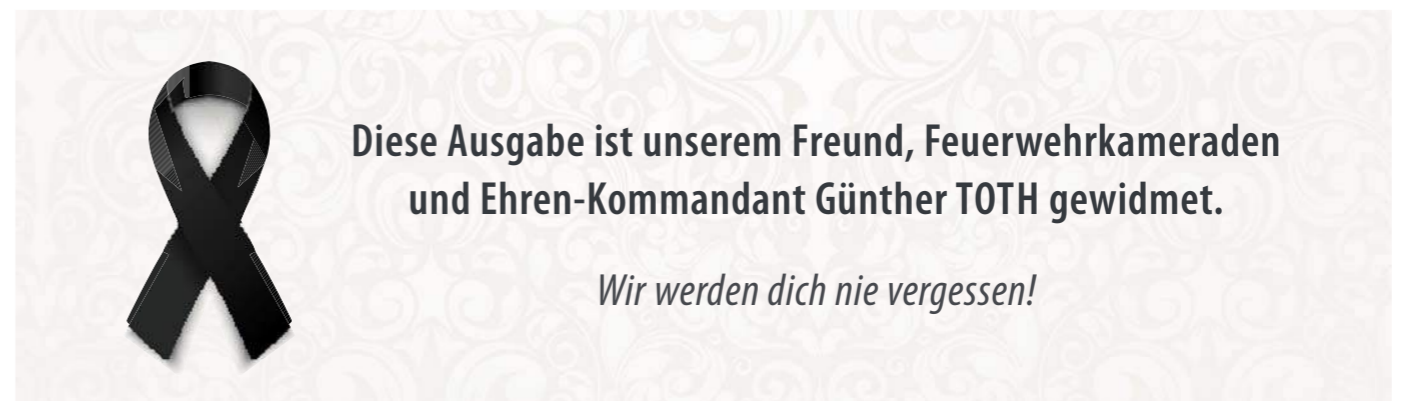 Diese Ausgabe ist unserem Freund, Feuerwehrkameraden
und Ehren-Kommandant Günther TOTH gewidmet.
Wir werden dich nie vergessen!